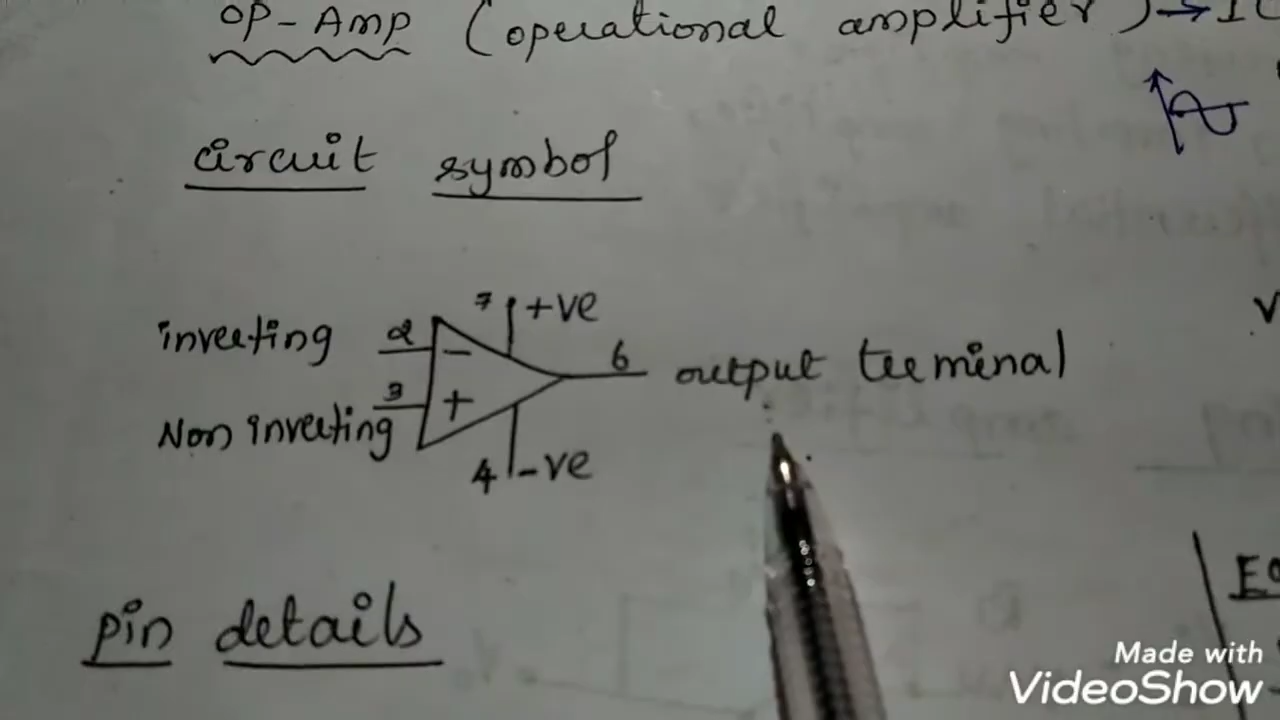 OP-Amp (operational amplifier) → I
circuit symbol
7 +ve
inverting 2 -
6 output terminal
3 +
Non inverting
4 -ve
pin details
Made with
VideoShow